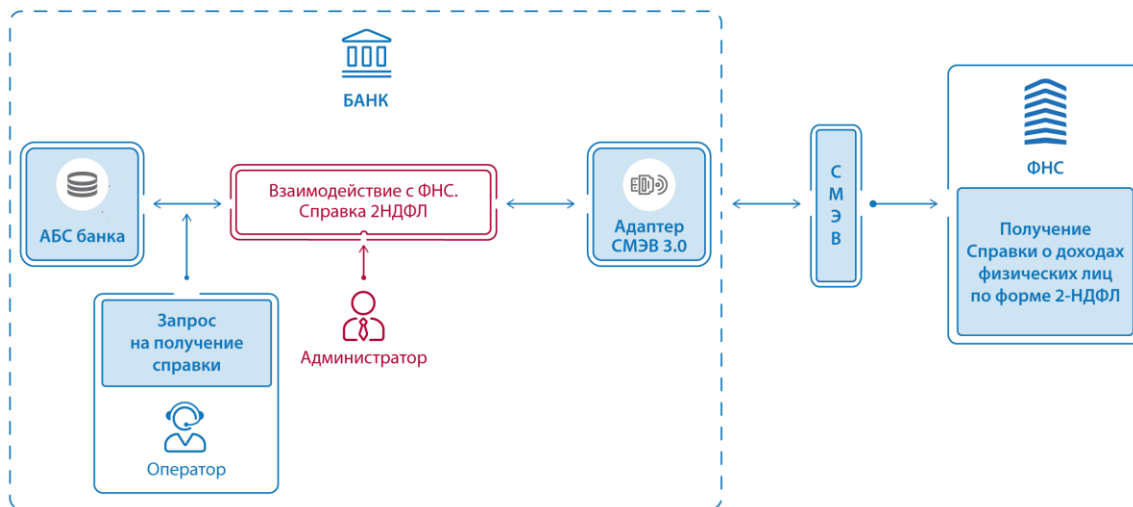 БАНК
АБС банка
Взаимодействие с ФНС.
Справка 2НДФЛ
Адаптер
СМЭВ 3.0
С
М
Э
В
ФНС
Получение
Справки о доходах
физических лиц
по форме 2-НДФЛ
Запрос
на получение
справки
Оператор
Администратор